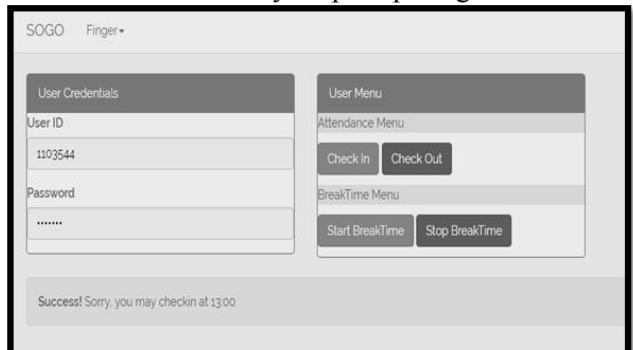 SOGO Finger
User Credentials
User ID
1103544
Password
•••••••
User Menu
Attendance Menu
Check In Check Out
BreakTime Menu
Start BreakTime Stop BreakTime
Success! Sorry, you may checkin at 13:00